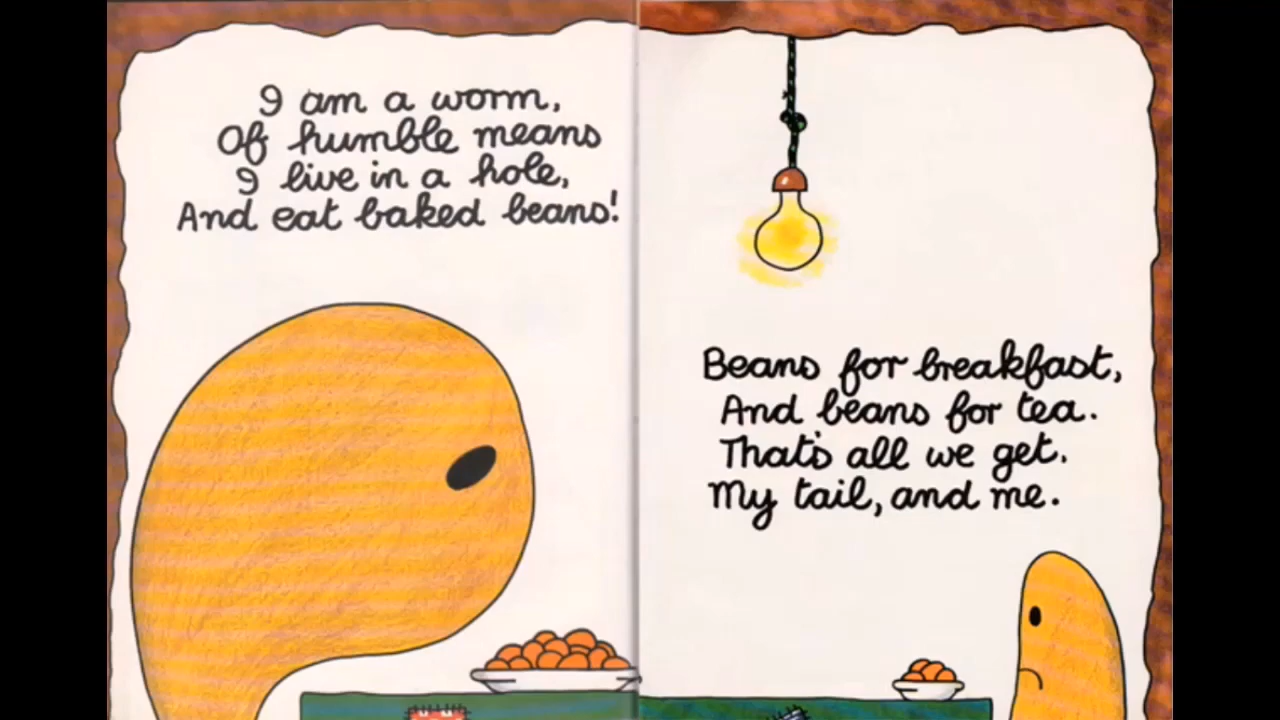 I am a worm,
Of humble means
I live in a hole,
And eat baked beans!
Beans for breakfast,
And beans for tea.
That's all we get.
My tail, and me.